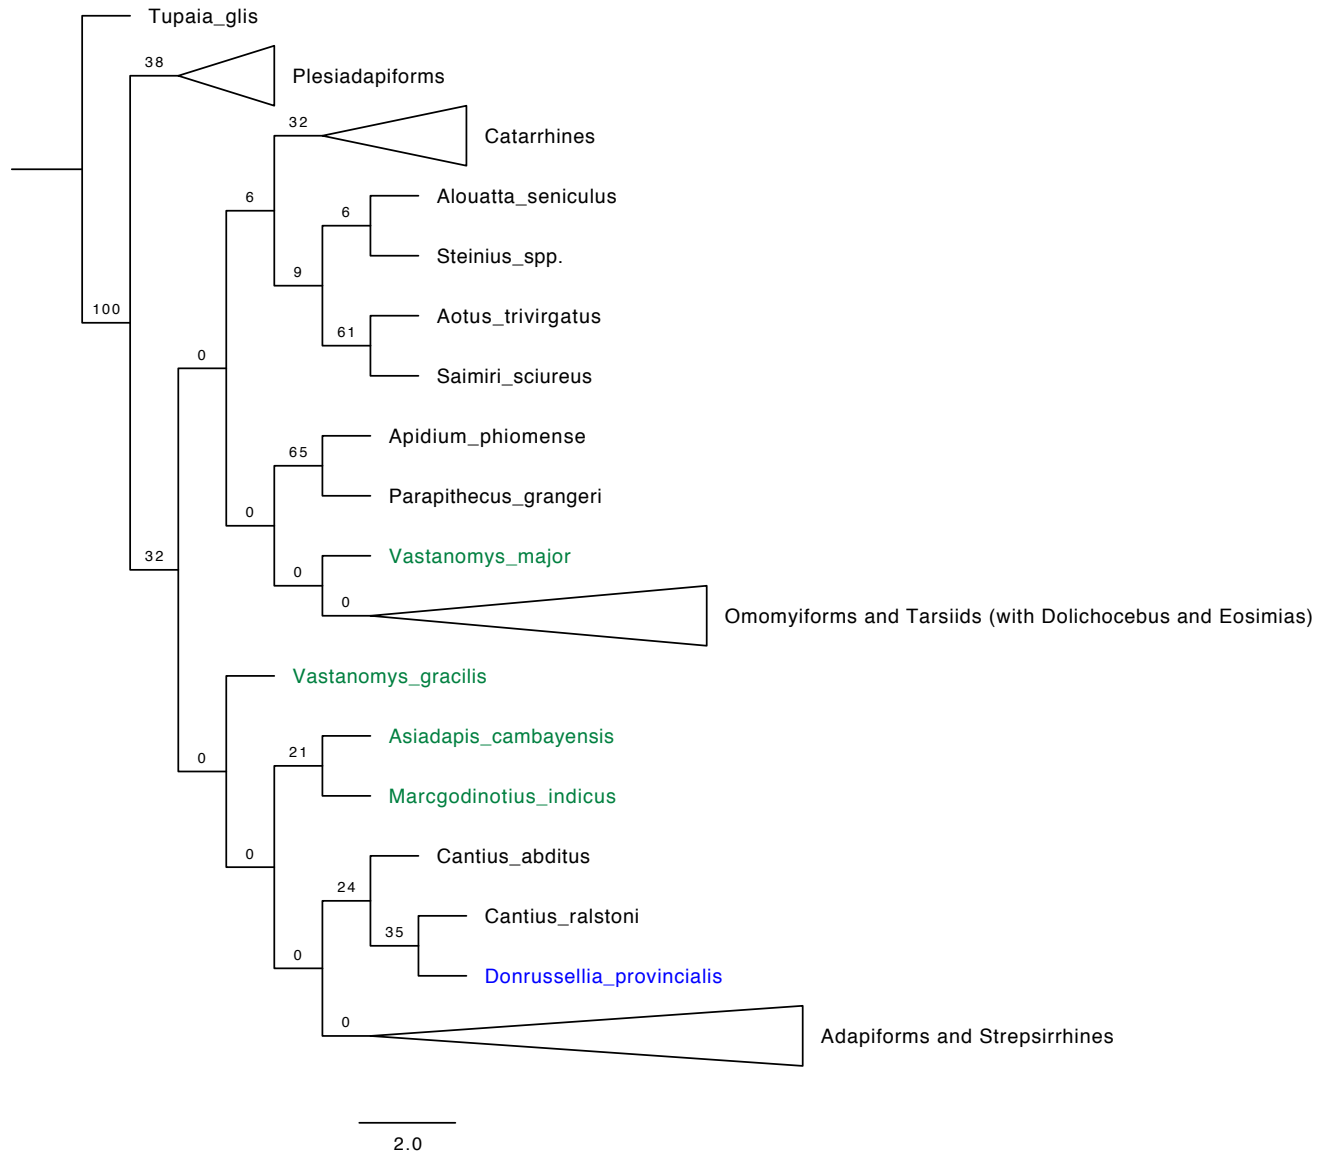 Tupaia_glis
38
Plesiadapiforms
32
Catarrhines
6
Alouatta_seniculus
6
Steinius_spp.
9
Aotus_trivirgatus
100
61
Saimiri_sciureus
0
Apidium_phiomense
65
Parapithecus_grangeri
0
Vastanomys_major
32
0
0
Omomyiforms and Tarsiids (with Dolichocebus and Eosimias)
Vastanomys_gracilis
Asiadapis_cambayensis
21
0
Marcgodinotius_indicus
0
Cantius_abditus
24
Cantius_ralstoni
35
0
Donrussellia_provincialis
0
Adapiforms and Strepsirrhines
2.0